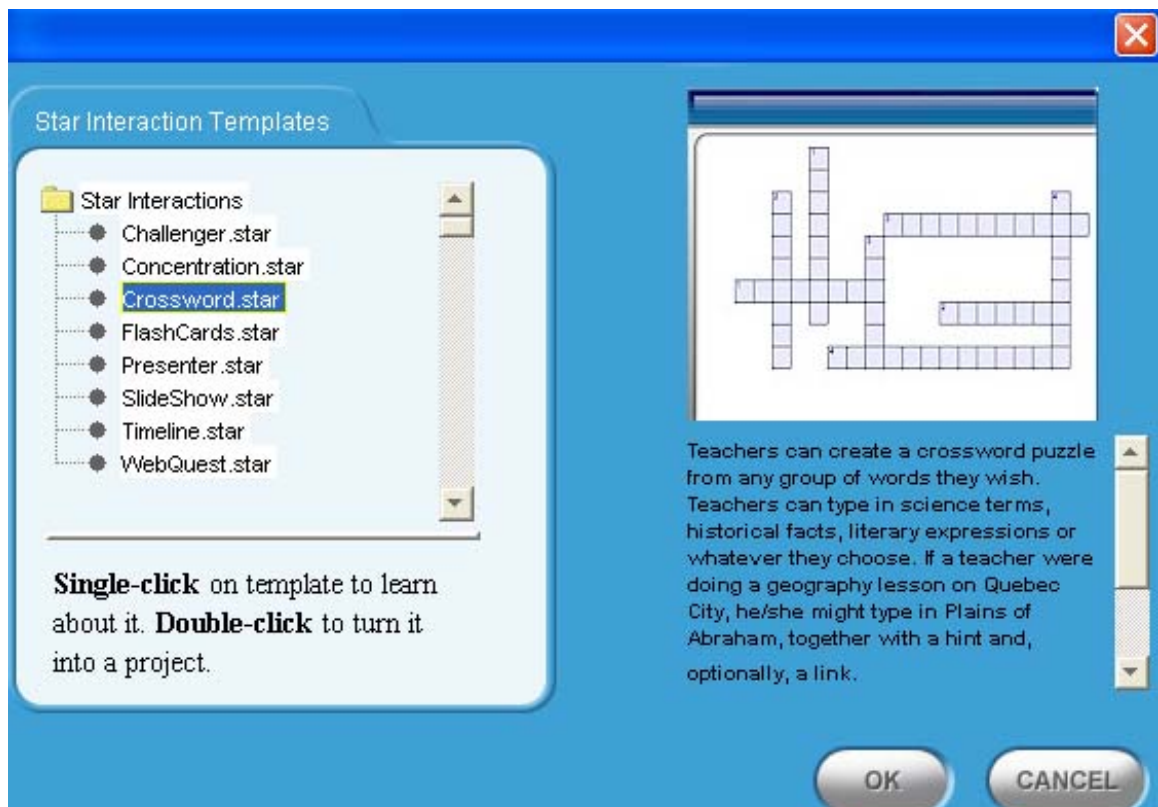 Star Interaction Templates
Star Interactions
Challenger.star
Concentration.star
Crossword.star
FlashCards.star
Presenter.star
SlideShow.star
Timeline.star
WebQuest.star
Single-click on template to learn
about it. Double-click to turn it
into a project.
Teachers can create a crossword puzzle
from any group of words they wish.
Teachers can type in science terms,
historical facts, literary expressions or
whatever they choose. If a teacher were
doing a geography lesson on Quebec
City, he/she might type in Plains of
Abraham, together with a hint and,
optionally, a link.
OK
CANCEL